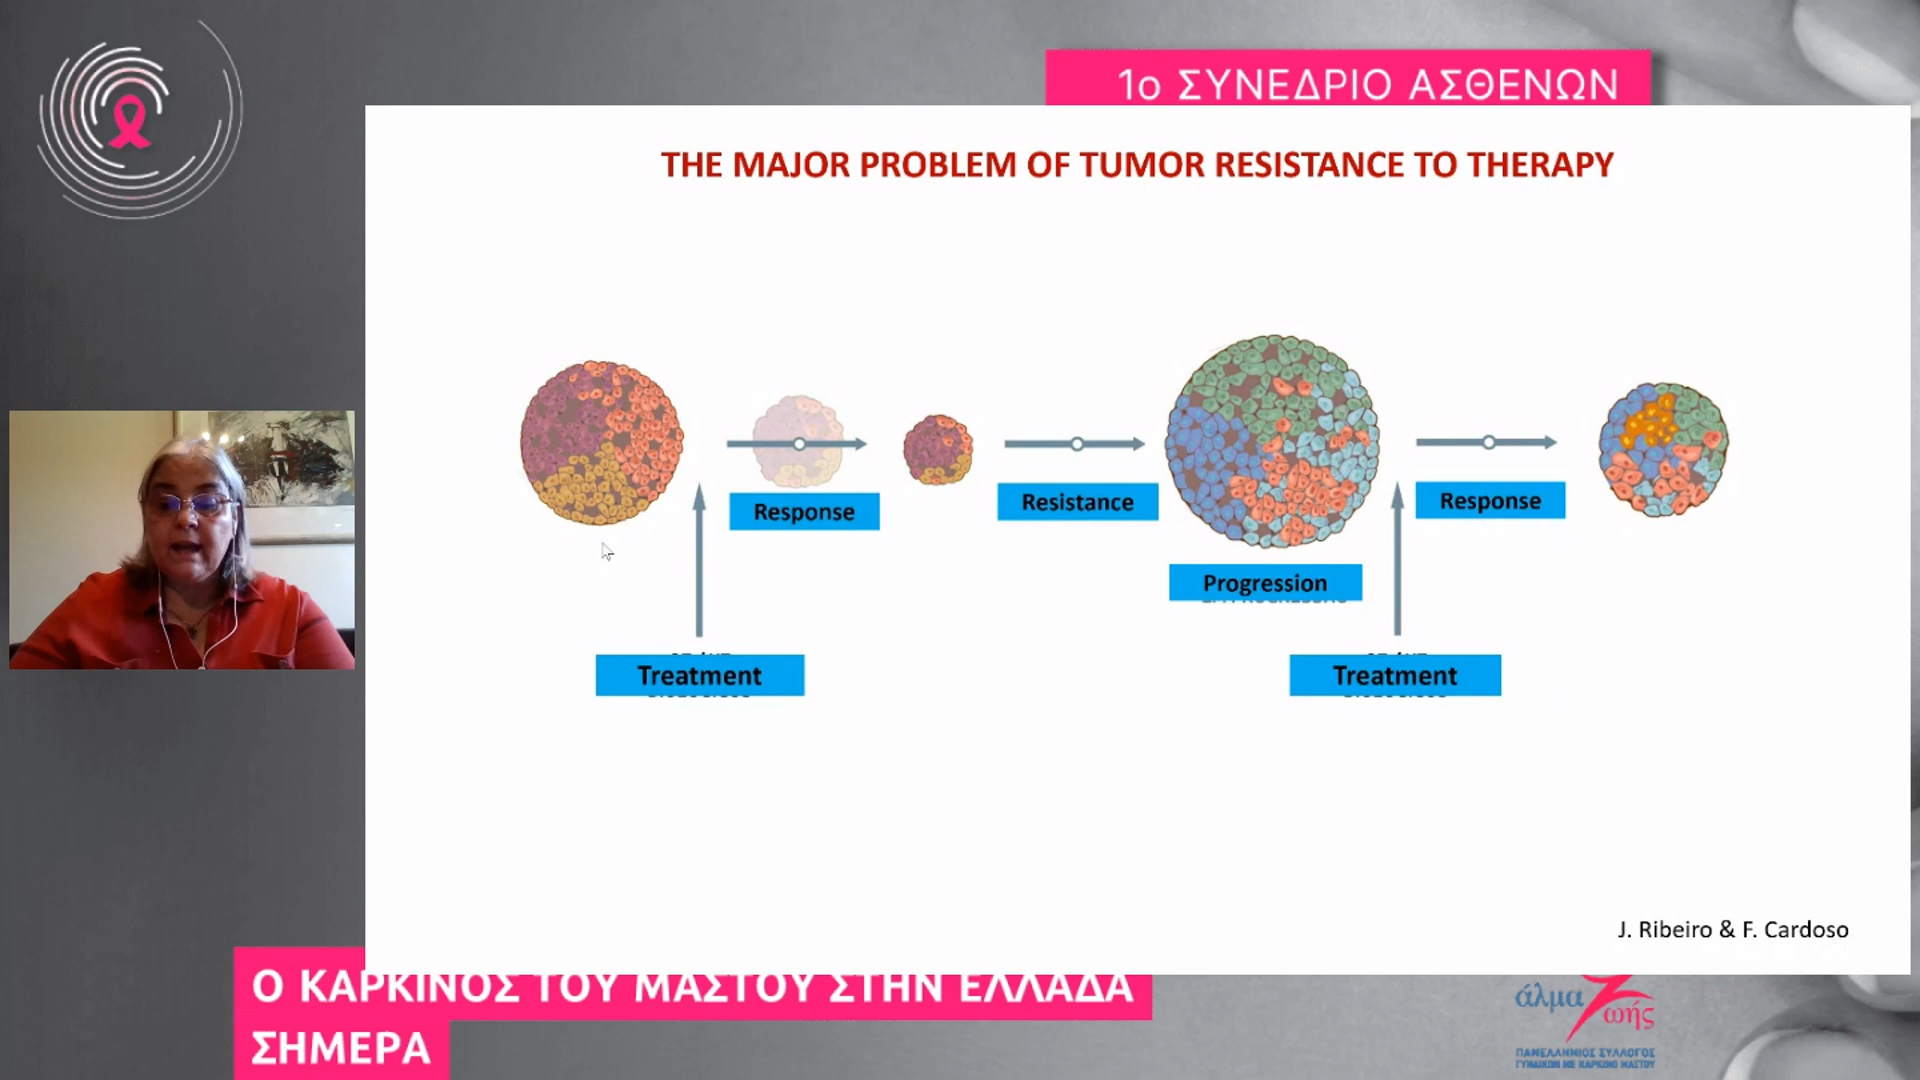 1ο ΣΥΝΕΔΡΙΟ ΑΣΘΕΝΩΝ
THE MAJOR PROBLEM OF TUMOR RESISTANCE TO THERAPY
Response
Resistance
Response
Progression
Treatment
Treatment
J. Ribeiro & F. Cardoso
Ο ΚΑΡΚΙΝΟΣ ΤΟΥ ΜΑΣΤΟΥ ΣΤΗΝ ΕΛΛΑΔΑ
ΣΗΜΕΡΑ
άλμα
Ζωής
ΠΑΝΕΛΛΗΝΙΟΣ ΣΥΛΛΟΓΟΣ
ΓΥΝΑΙΚΩΝ ΜΕ ΚΑΡΚΙΝΟ ΜΑΣΤΟΥ